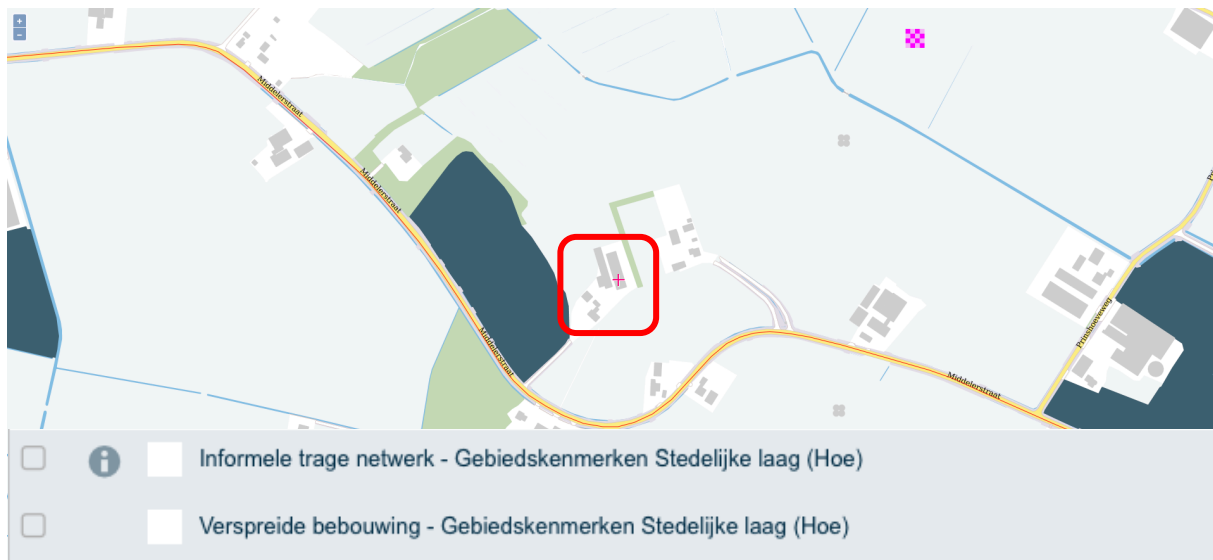 +
−
Middelerstraat
Middelerstraat
Middelerstraat
Middelerstraat
Prinshoeveweg
i
Informele trage netwerk - Gebiedskenmerken Stedelijke laag (Hoe)
Verspreide bebouwing - Gebiedskenmerken Stedelijke laag (Hoe)